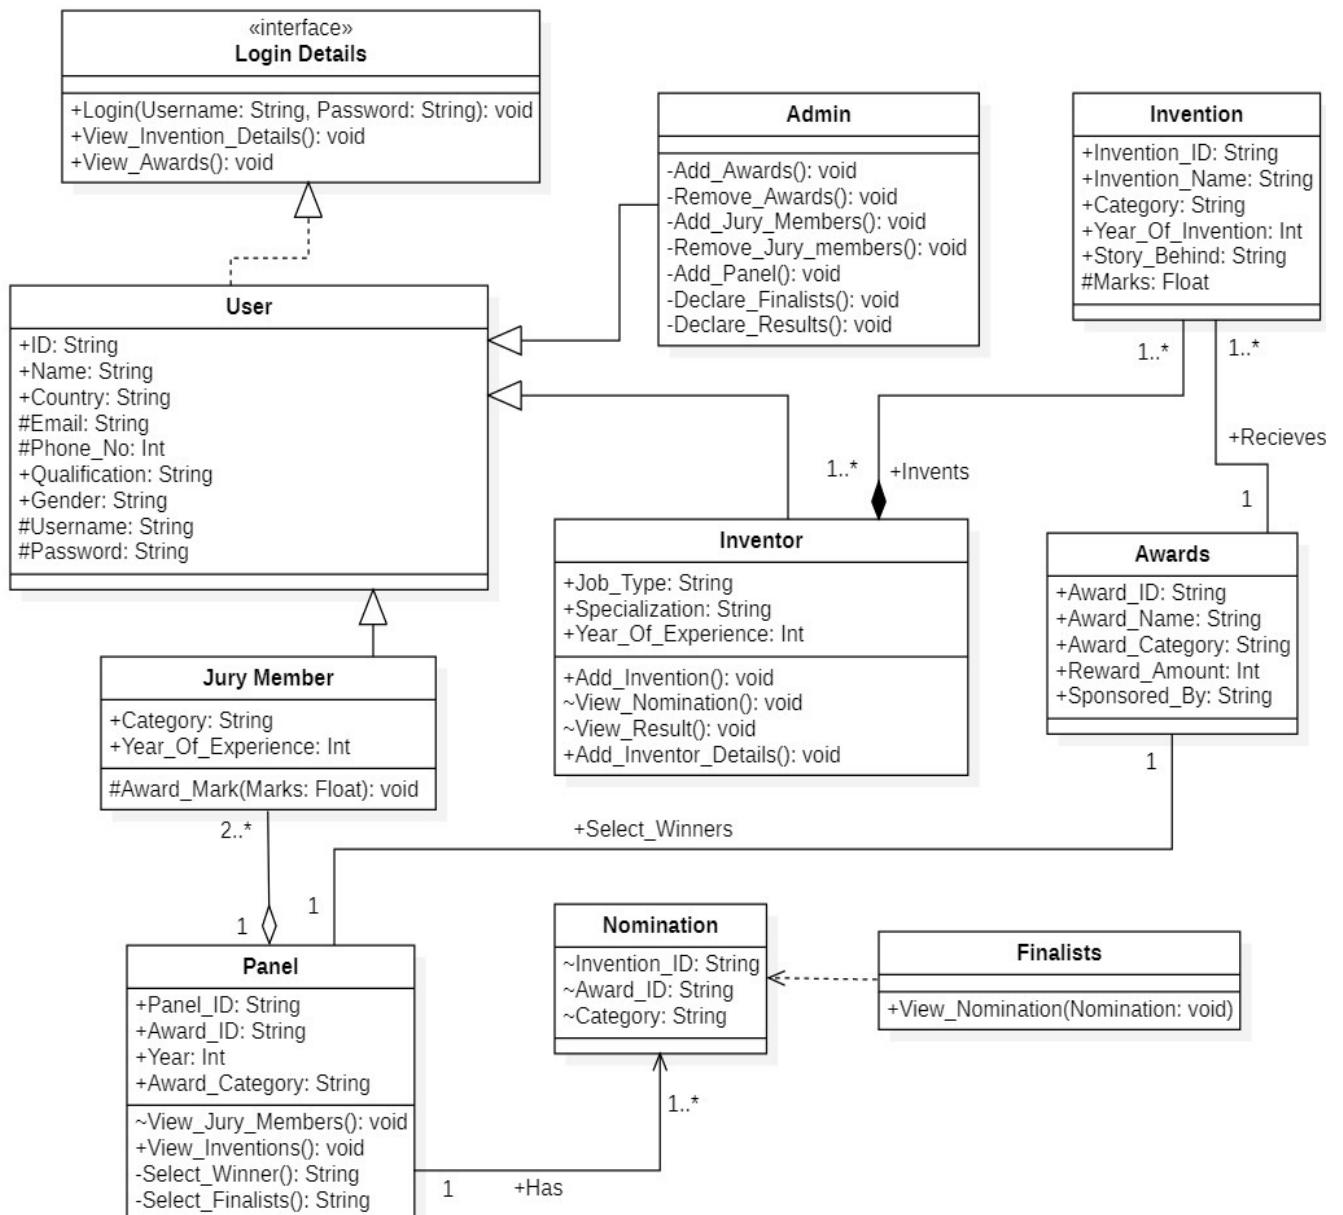 «interface»
Login Details
+Login(Username: String, Password: String): void
+View_Invention_Details(): void
+View_Awards(): void
Admin
-Add_Awards(): void
-Remove_Awards(): void
-Add_Jury_Members(): void
-Remove_Jury_members(): void
-Add_Panel(): void
-Declare_Finalists(): void
-Declare_Results(): void
Invention
+Invention_ID: String
+Invention_Name: String
+Category: String
+Year_Of_Invention: Int
+Story_Behind: String
#Marks: Float
User
+ID: String
+Name: String
+Country: String
#Email: String
#Phone_No: Int
+Qualification: String
+Gender: String
#Username: String
#Password: String
1..*
1..*
+Recieves
1
1..*
+Invents
Inventor
+Job_Type: String
+Specialization: String
+Year_Of_Experience: Int
+Add_Invention(): void
~View_Nomination(): void
~View_Result(): void
+Add_Inventor_Details(): void
Awards
+Award_ID: String
+Award_Name: String
+Award_Category: String
+Reward_Amount: Int
+Sponsored_By: String
1
Jury Member
+Category: String
+Year_Of_Experience: Int
#Award_Mark(Marks: Float): void
2..*
+Select_Winners
1
1
Panel
+Panel_ID: String
+Award_ID: String
+Year: Int
+Award_Category: String
~View_Jury_Members(): void
+View_Inventions(): void
-Select_Winner(): String
-Select_Finalists(): String
Nomination
~Invention_ID: String
~Award_ID: String
~Category: String
Finalists
+View_Nomination(Nomination: void)
1..*
1
+Has